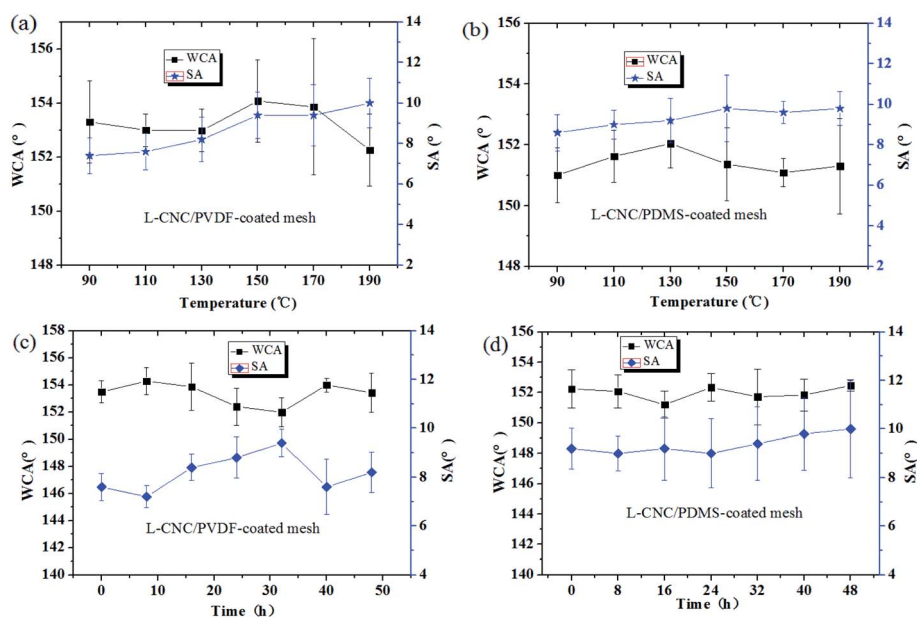 (a)
WCA
SA
156
154
152
150
148
14
12
10
8
6
4
2
WCA (°)
SA(°)
L-CNC/PVDF-coated mesh
90 110 130 150 170 190
Temperature (℃)
(b)
WCA
SA
156
154
152
150
148
14
12
10
8
6
4
2
WCA (°)
SA (°)
L-CNC/PDMS-coated mesh
90 110 130 150 170 190
Temperature (℃)
(c)
WCA
SA
158
156
154
152
150
148
146
144
142
140
14
12
10
8
6
4
WCA(°)
SA(°)
L-CNC/PVDF-coated mesh
0 10 20 30 40 50
Time (h)
(d)
WCA
SA
156
154
152
150
148
146
144
142
140
14
12
10
8
6
4
WCA(°)
SA(°)
L-CNC/PDMS-coated mesh
0 8 16 24 32 40 48
Time (h)